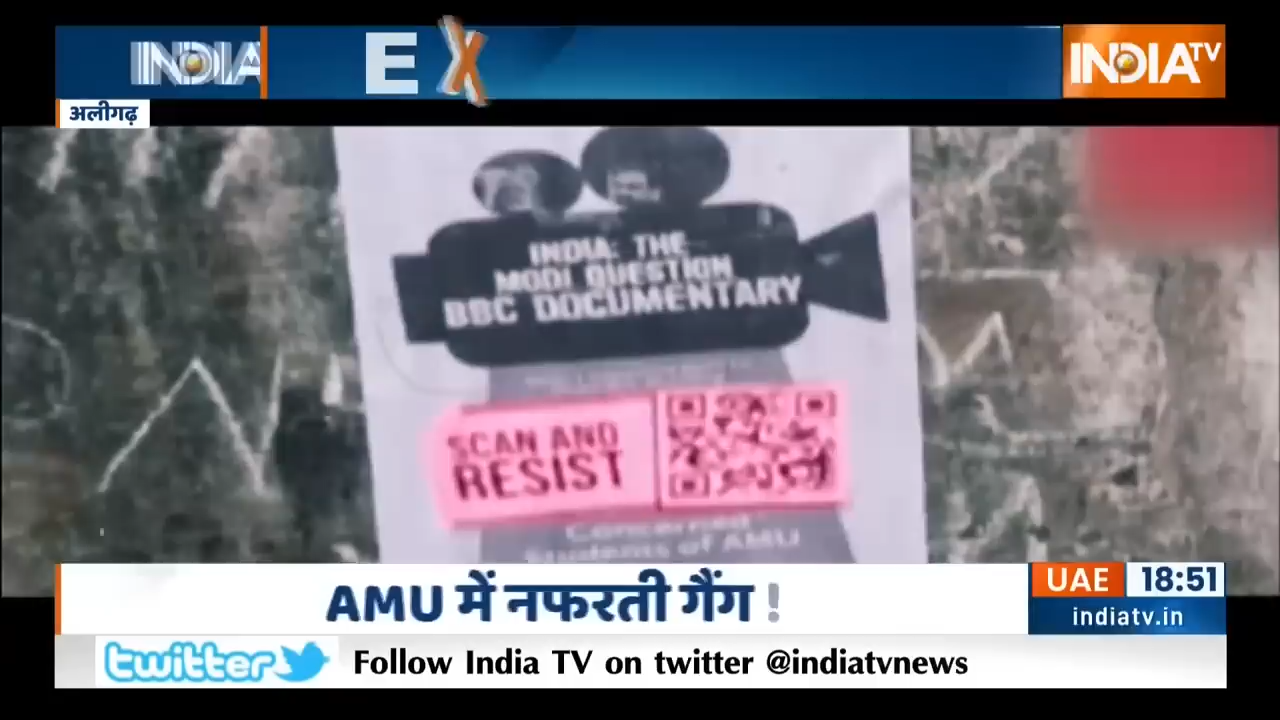 INDIA
EX
INDIA TV
अलीगढ़
INDIA: THE
MODI QUESTION
BBC DOCUMENTARY
SCAN AND
RESIST
Concerned
Students of AMU
AMU में नफरती गैंग !
UAE 18:51
indiatv.in
twitter Follow India TV on twitter @indiatvnews